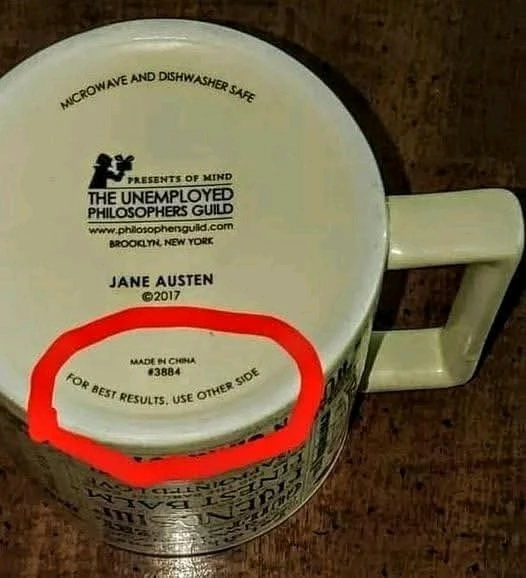 MICROWAVE AND DISHWASHER SAFE
PRESENTS OF MIND
THE UNEMPLOYED
PHILOSOPHERS GUILD
www.philosophersguild.com
BROOKLYN, NEW YORK
JANE AUSTEN
©2017
MADE IN CHINA
#3884
FOR BEST RESULTS, USE OTHER SIDE